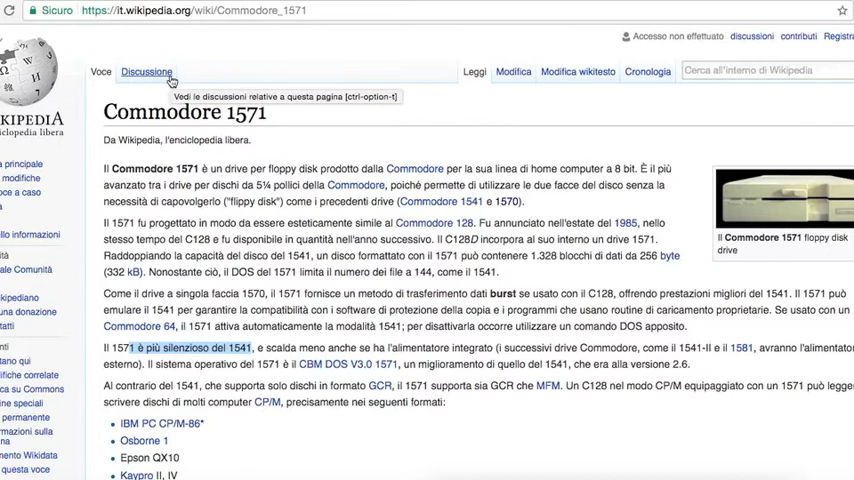 Sicuro https://it.wikipedia.org/wiki/Commodore_1571
Accesso non effettuato discussioni contributi Registra
Voce Discussione Leggi Modifica Modifica wikitesto Cronologia Cerca all'interno di Wikipedia
Vedi le discussioni relative a questa pagina [ctrl-option-t]
Commodore 1571
Da Wikipedia, l'enciclopedia libera.
Il Commodore 1571 è un drive per floppy disk prodotto dalla Commodore per la sua linea di home computer a 8 bit. È il più
avanzato tra i drive per dischi da 5¼ pollici della Commodore, poiché permette di utilizzare le due facce del disco senza la
necessità di capovolgerlo ("flippy disk") come i precedenti drive (Commodore 1541 e 1570).
Il 1571 fu progettato in modo da essere esteticamente simile al Commodore 128. Fu annunciato nell'estate del 1985, nello
stesso tempo del C128 e fu disponibile in quantità nell'anno successivo. Il C128D incorpora al suo interno un drive 1571.
Raddoppiando la capacità del disco del 1541, un disco formattato con il 1571 può contenere 1.328 blocchi di dati da 256 byte
(332 kB). Nonostante ciò, il DOS del 1571 limita il numero dei file a 144, come il 1541.
Come il drive a singola faccia 1570, il 1571 fornisce un metodo di trasferimento dati burst se usato con il C128, offrendo prestazioni migliori del 1541. Il 1571 può
emulare il 1541 per garantire la compatibilità con i software di protezione della copia e i programmi che usano routine di caricamento proprietarie. Se usato con un
Commodore 64, il 1571 attiva automaticamente la modalità 1541; per disattivarla occorre utilizzare un comando DOS apposito.
Il 1571 è più silenzioso del 1541, e scalda meno anche se ha l'alimentatore integrato (i successivi drive Commodore, come il 1541-II e il 1581, avranno l'alimentato
esterno). Il sistema operativo del 1571 è il CBM DOS V3.0 1571, un miglioramento di quello del 1541, che era alla versione 2.6.
Al contrario del 1541, che supporta solo dischi in formato GCR, il 1571 supporta sia GCR che MFM. Un C128 nel modo CP/M equipaggiato con un 1571 può legger
scrivere dischi di molti computer CP/M, precisamente nei seguenti formati:
IBM PC CP/M-86*
Osborne 1
Epson QX10
Kaypro II, IV
Il Commodore 1571 floppy disk
drive
KIPEDIA
ciclopedia libera
a principale
modifiche
ce a caso
a
ello informazioni
ità
ale Comunità
kipediano
una donazione
tatti
enti
tano qui
ifiche correlate
a su Commons
ine speciali
permanente
rmazioni sulla
na
mento Wikidata
questa voce